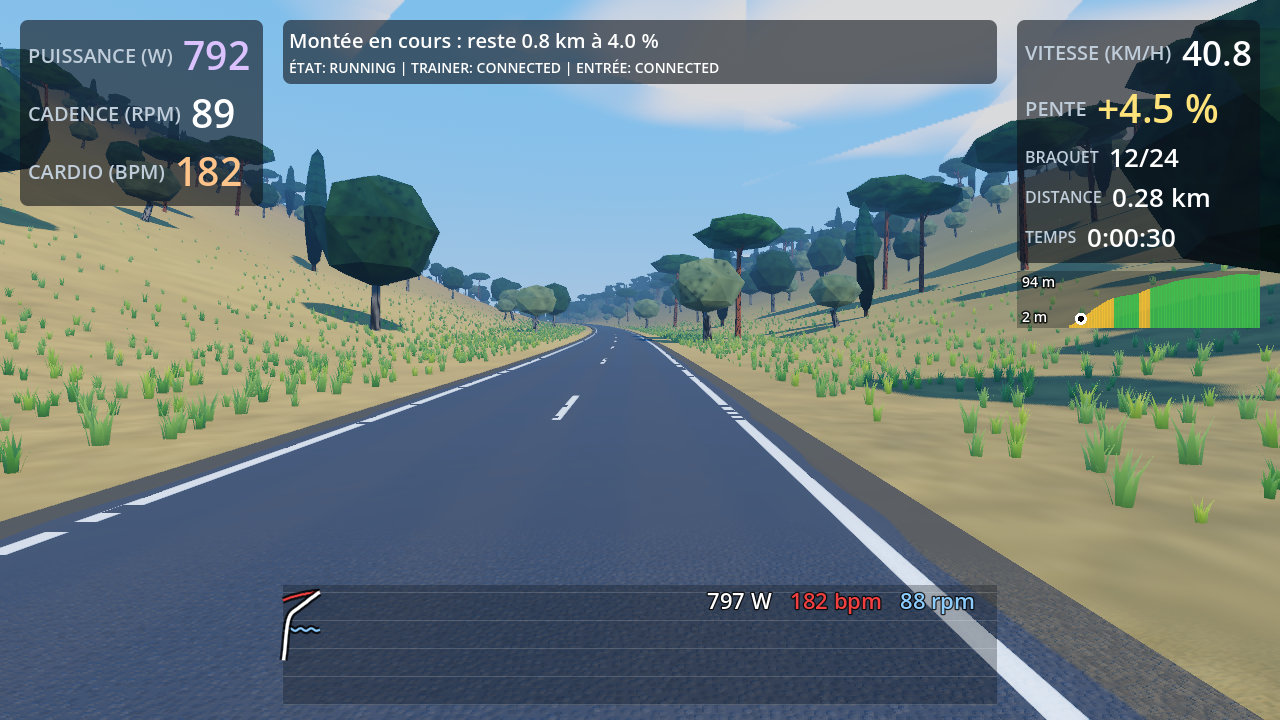 PUISSANCE (W) 792
CADENCE (RPM) 89
CARDIO (BPM) 182
Montée en cours : reste 0.8 km à 4.0 %
ÉTAT: RUNNING | TRAINER: CONNECTED | ENTRÉE: CONNECTED
VITESSE (KM/H) 40.8
PENTE +4.5 %
BRAQUET 12/24
DISTANCE 0.28 km
TEMPS 0:00:30
94 m
2 m
797 W 182 bpm 88 rpm